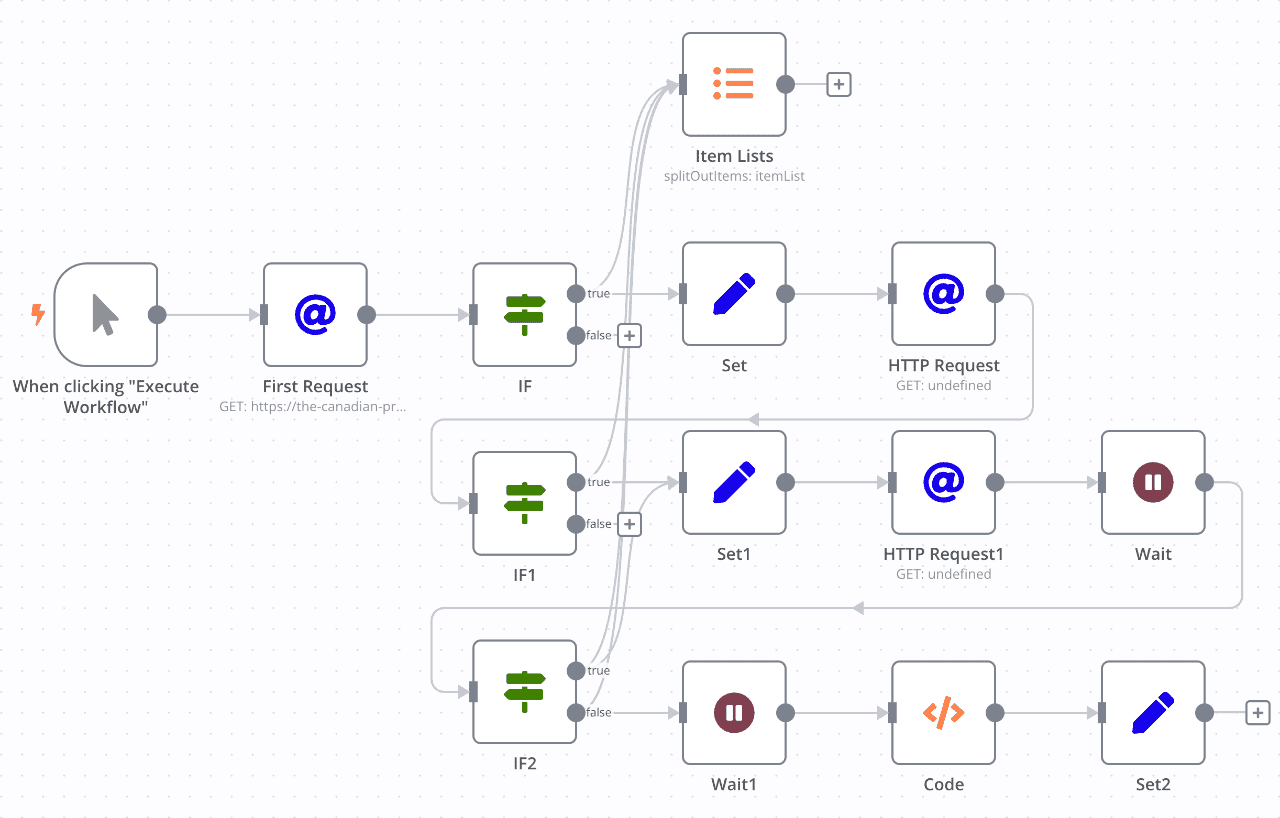 Item Lists
splitOutItems: itemList
When clicking "Execute
Workflow"
First Request
GET: https://the-canadian-pr...
true
false
IF
Set
HTTP Request
GET: undefined
true
false
IF1
Set1
HTTP Request1
GET: undefined
Wait
true
false
IF2
Wait1
Code
Set2